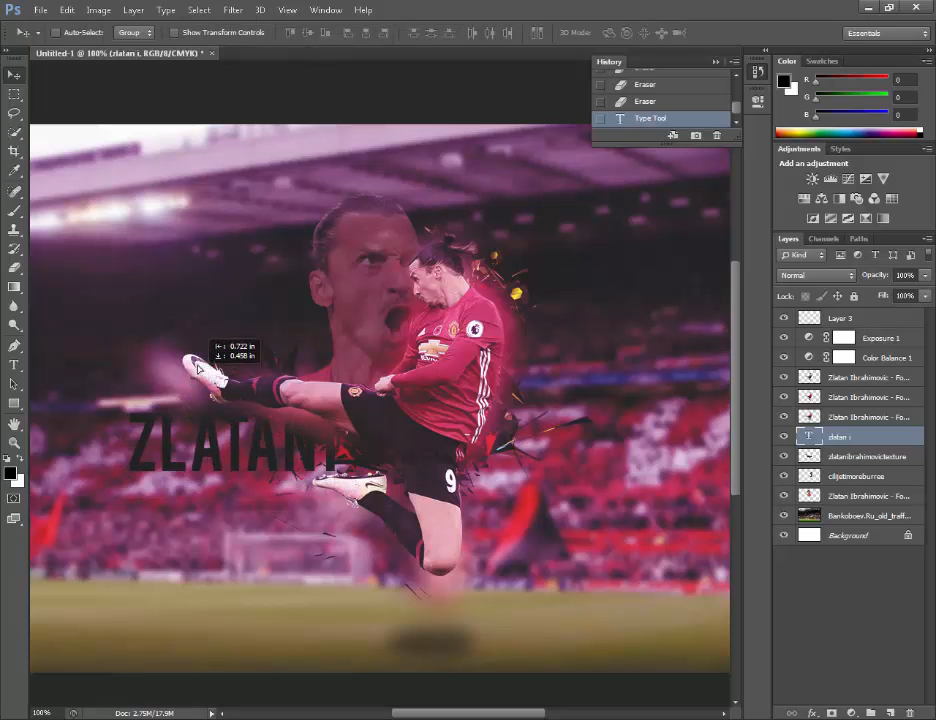 Ps File Edit Image Layer Type Select Filter 3D View Window Help
Auto-Select: Group Show Transform Controls 3D Mode: Essentials
Untitled-1 @ 100% (zlatan i, RGB/8/CMYK) *
History
Eraser
Eraser
Type Tool
Color Swatches
R 0
G 0
B 0
Adjustments Styles
Add an adjustment
Layers Channels Paths
Kind
Normal Opacity: 100%
Lock: Fill: 100%
Layer 3
Exposure 1
Color Balance 1
Zlatan Ibrahimovic - Fo...
Zlatan Ibrahimovic - Fo...
Zlatan Ibrahimovic - Fo...
zlatan i
zlatanibrahimovictexture
ciljetimoreburree
Zlatan Ibrahimovic - Fo...
Bankoboev.Ru_old_traff...
Background
: 0.722 in
: 0.458 in
ZLATAN I
9
100% Doc: 2.75M/17.9M